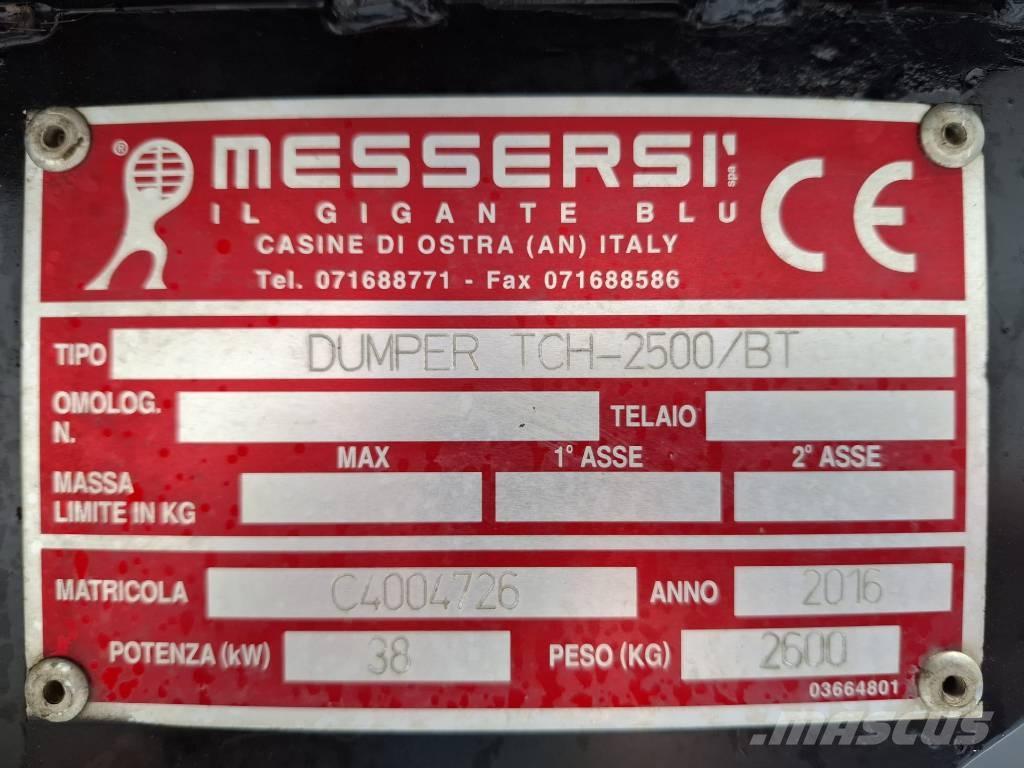 ® MESSERSI' spa
IL GIGANTE BLU
CE
CASINE DI OSTRA (AN) ITALY
Tel. 071688771 - Fax 071688586
TIPO DUMPER TCH-2500/BT
OMOLOG. N. TELAIO
MAX 1° ASSE 2° ASSE
MASSA
LIMITE IN KG
MATRICOLA C4004726 ANNO 2016
POTENZA (kW) 38 PESO (KG) 2600
03664801
MASCUS